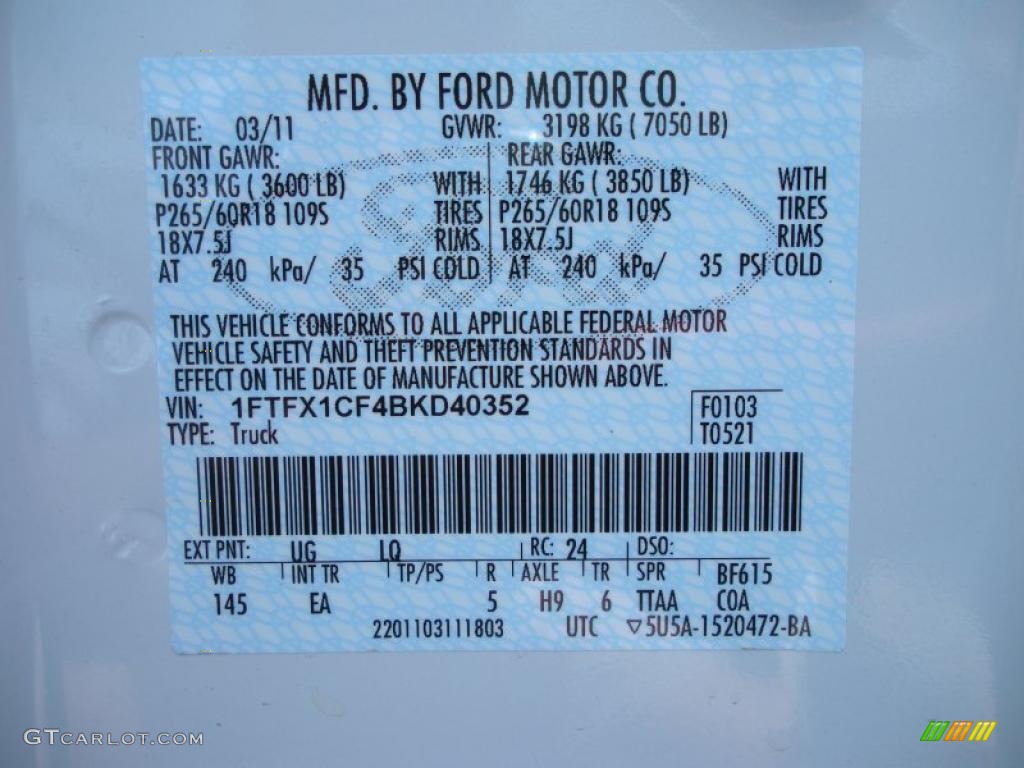 MFD. BY FORD MOTOR CO.
DATE: 03/11 GVWR: 3198 KG ( 7050 LB)
FRONT GAWR: REAR GAWR:
1633 KG ( 3600 LB) WITH 1746 KG ( 3850 LB) WITH
P265/60R18 109S TIRES P265/60R18 109S TIRES
18X7.5J RIMS 18X7.5J RIMS
AT 240 kPa/ 35 PSI COLD AT 240 kPa/ 35 PSI COLD
Ford
THIS VEHICLE CONFORMS TO ALL APPLICABLE FEDERAL MOTOR
VEHICLE SAFETY AND THEFT PREVENTION STANDARDS IN
EFFECT ON THE DATE OF MANUFACTURE SHOWN ABOVE.
VIN: 1FTFX1CF4BKD40352 F0103
TYPE: Truck T0521
EXT PNT: UG LQ RC: 24 DSO:
WB INT TR TP/PS R AXLE TR SPR BF615
145 EA 5 H9 6 TTAA COA
2201103111803 UTC ▽5U5A-1520472-BA
GTCARLOT.COM